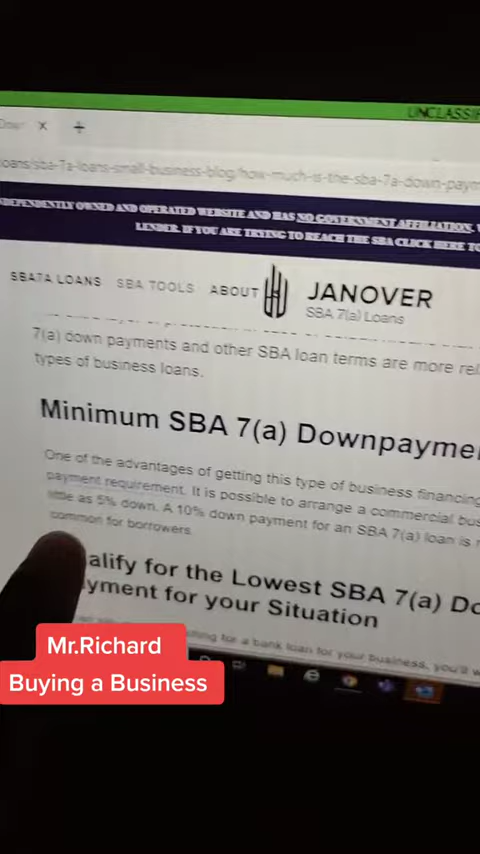 UNCLASSIF
loans/sba-7a-loans-small-business-blog/how-much-is-the-sba-7a-down-paym
NDEPENDENTLY OWNED AND OPERATED WEBSITE AND HAS NO GOVERNMENT AFFILIATION.
LENDER. IF YOU ARE TRYING TO REACH THE SBA CLICK HERE TO
SBA7A LOANS SBA TOOLS ABOUT JANOVER
SBA 7(a) Loans
7(a) down payments and other SBA loan terms are more rel
types of business loans.
Minimum SBA 7(a) Downpayme
One of the advantages of getting this type of business financing
payment requirement. It is possible to arrange a commercial bus
little as 5% down. A 10% down payment for an SBA 7(a) loan is
common for borrowers.
alify for the Lowest SBA 7(a) Do
yment for your Situation
for a bank loan for your business, you'll
Mr.Richard
Buying a Business